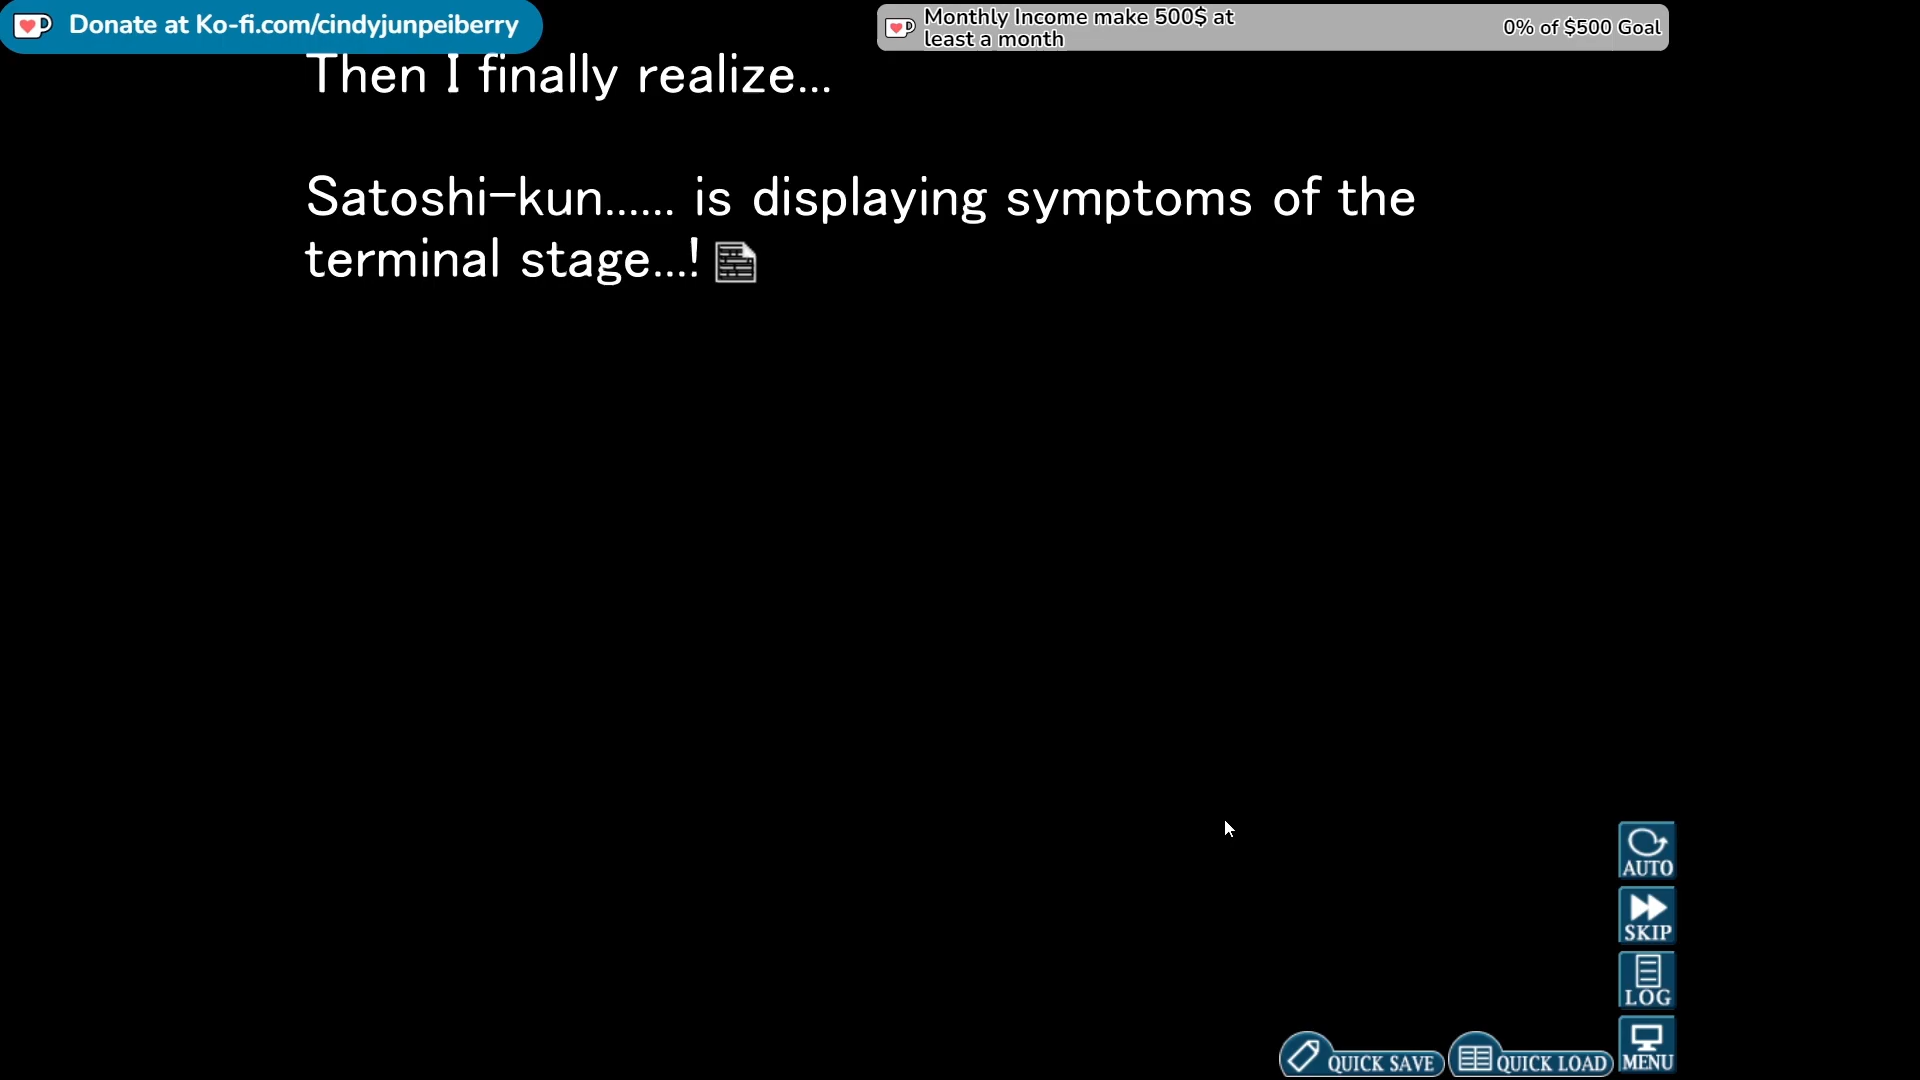 Donate at Ko-fi.com/cindyjunpeiberry
Monthly Income make 500$ at
least a month
0% of $500 Goal
Then I finally realize...
Satoshi-kun...... is displaying symptoms of the
terminal stage...!
AUTO
SKIP
LOG
MENU
QUICK SAVE
QUICK LOAD